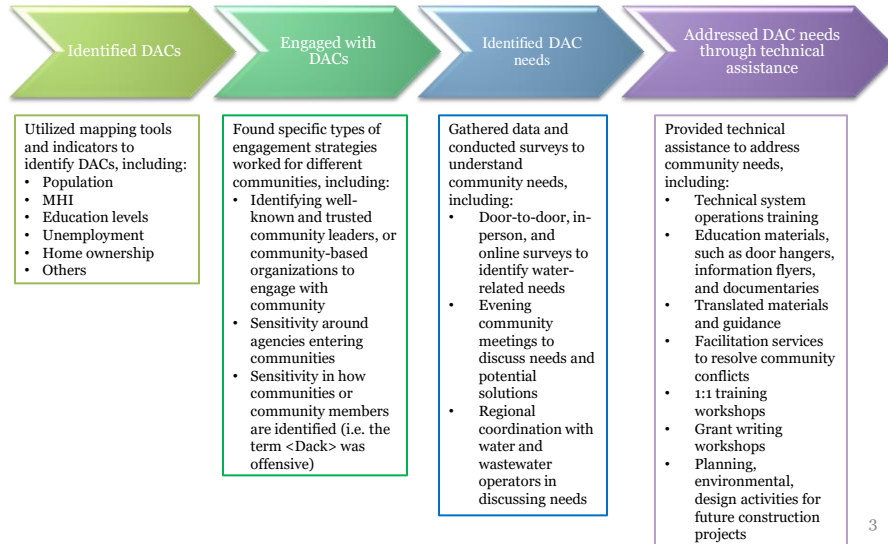 Identified DACs
Engaged with
DACs
Identified DAC
needs
Addressed DAC needs
through technical
assistance
Utilized mapping tools
and indicators to
identify DACs, including:
• Population
• MHI
• Education levels
• Unemployment
• Home ownership
• Others
Found specific types of
engagement strategies
worked for different
communities, including:
• Identifying well-
known and trusted
community leaders, or
community-based
organizations to
engage with
community
• Sensitivity around
agencies entering
communities
• Sensitivity in how
communities or
community members
are identified (i.e. the
term <Dack> was
offensive)
Gathered data and
conducted surveys to
understand
community needs,
including:
• Door-to-door, in-
person, and
online surveys to
identify water-
related needs
• Evening
community
meetings to
discuss needs and
potential
solutions
• Regional
coordination with
water and
wastewater
operators in
discussing needs
Provided technical
assistance to address
community needs,
including:
• Technical system
operations training
• Education materials,
such as door hangers,
information flyers,
and documentaries
• Translated materials
and guidance
• Facilitation services
to resolve community
conflicts
• 1:1 training
workshops
• Grant writing
workshops
• Planning,
environmental,
design activities for
future construction
projects
3